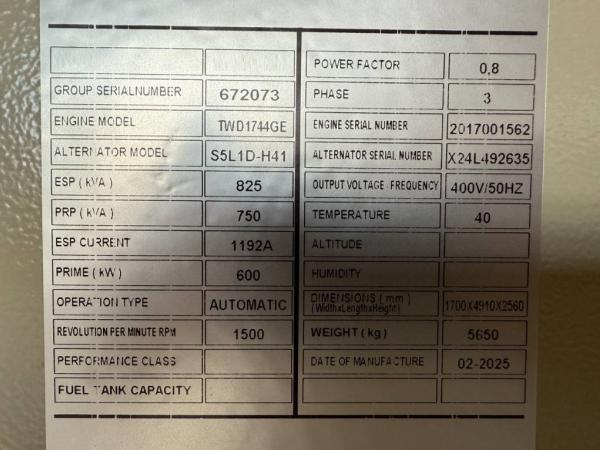 POWER FACTOR 0,8
GROUP SERIALNUMBER 672073
PHASE 3
ENGINE MODEL TWD1744GE
ENGINE SERIAL NUMBER 2017001562
ALTERNATOR MODEL S5L1D-H41
ALTERNATOR SERIAL NUMBER X24L492635
ESP ( kVA ) 825
OUTPUT VOLTAGE / FREQUENCY 400V/50HZ
PRP ( kVA ) 750
TEMPERATURE 40
ESP CURRENT 1192A
ALTITUDE
PRIME ( kW ) 600
HUMIDITY
OPERATION TYPE AUTOMATIC
DIMENSIONS ( mm )
(WidthxLengthxHeight) 1700X4910X2560
REVOLUTION PER MINUTE RPM 1500
WEIGHT ( kg ) 5650
PERFORMANCE CLASS
DATE OF MANUFACTURE 02-2025
FUEL TANK CAPACITY